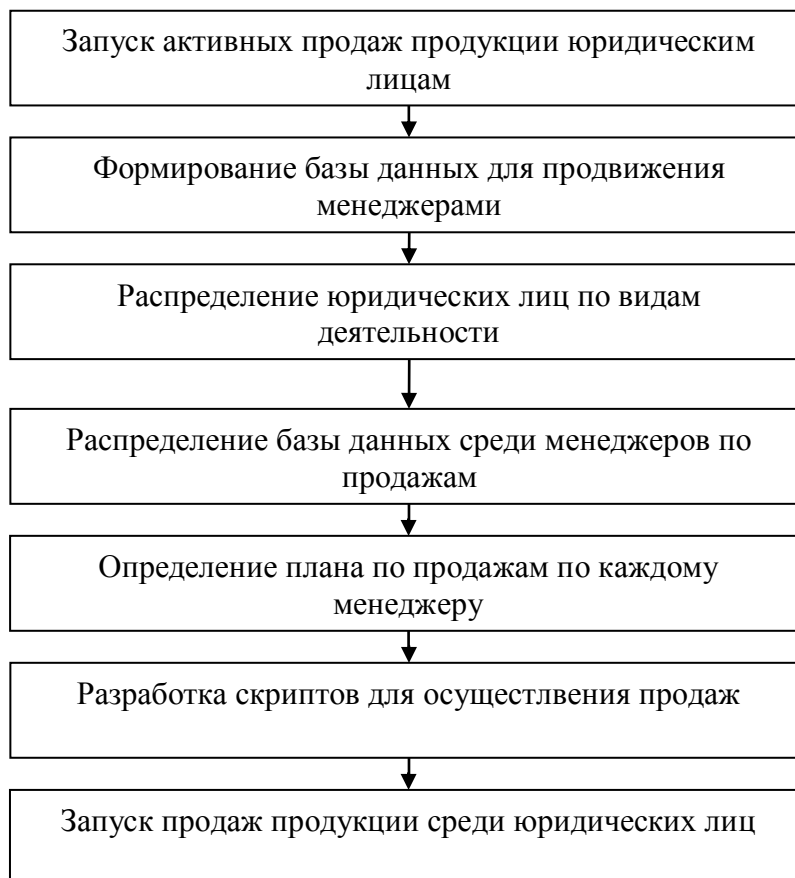 Запуск активных продаж продукции юридическим
лицам
Формирование базы данных для продвижения
менеджерами
Распределение юридических лиц по видам
деятельности
Распределение базы данных среди менеджеров по
продажам
Определение плана по продажам по каждому
менеджеру
Разработка скриптов для осущестлвения продаж
Запуск продаж продукции среди юридических лиц